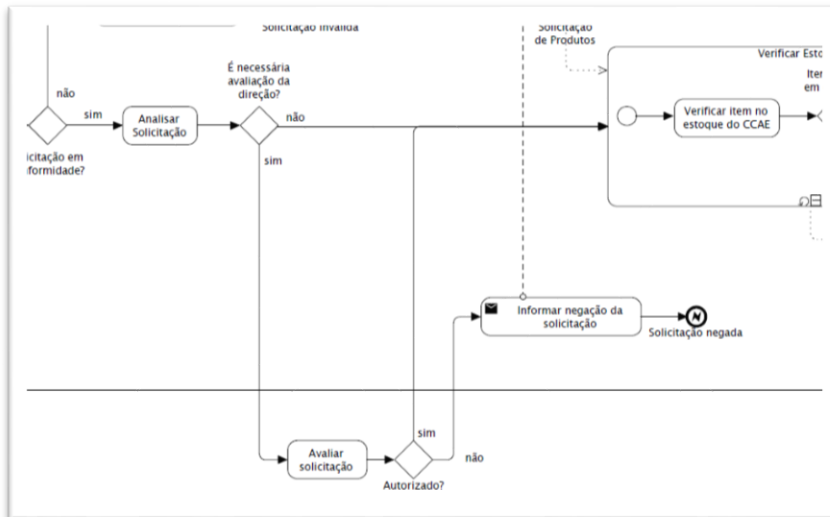 Solicitação Inválida
Solicitação
de Produtos
Verificar Esto
É necessária
avaliação da
direção?
Iter
em
não
sim
Analisar
Solicitação
não
Verificar item no
estoque do CCAE
icitação em
formidade?
sim
Informar negação da
solicitação
Solicitação negada
sim
Avaliar
solicitação
não
Autorizado?